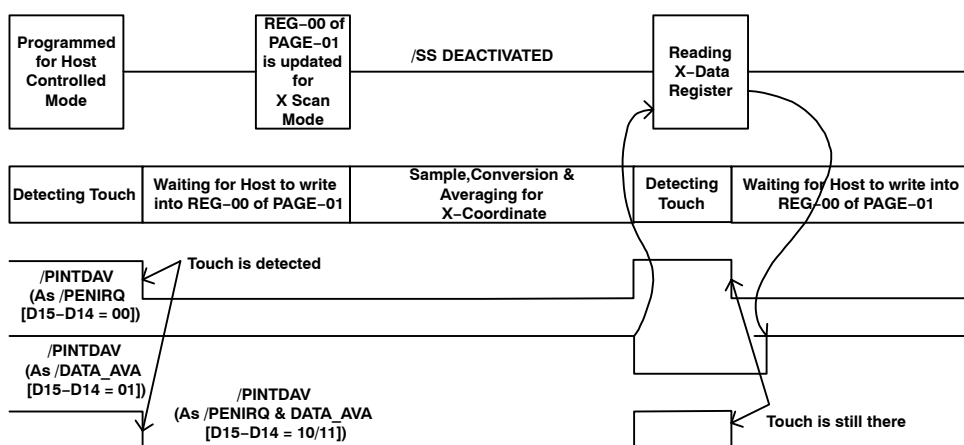 Programmed
for Host
Controlled
Mode
REG–00 of
PAGE–01
is updated
for
X Scan
Mode
/SS DEACTIVATED
Reading
X–Data
Register
Detecting Touch
Waiting for Host to write
into REG–00 of PAGE–01
Sample,Conversion &
Averaging for
X–Coordinate
Detecting
Touch
Waiting for Host to write into
REG–00 of PAGE–01
Touch is detected
/PINTDAV
(As /PENIRQ
[D15–D14 = 00])
/PINTDAV
(As /DATA_AVA
[D15–D14 = 01])
/PINTDAV
(As /PENIRQ & DATA_AVA
[D15–D14 = 10/11])
Touch is still there